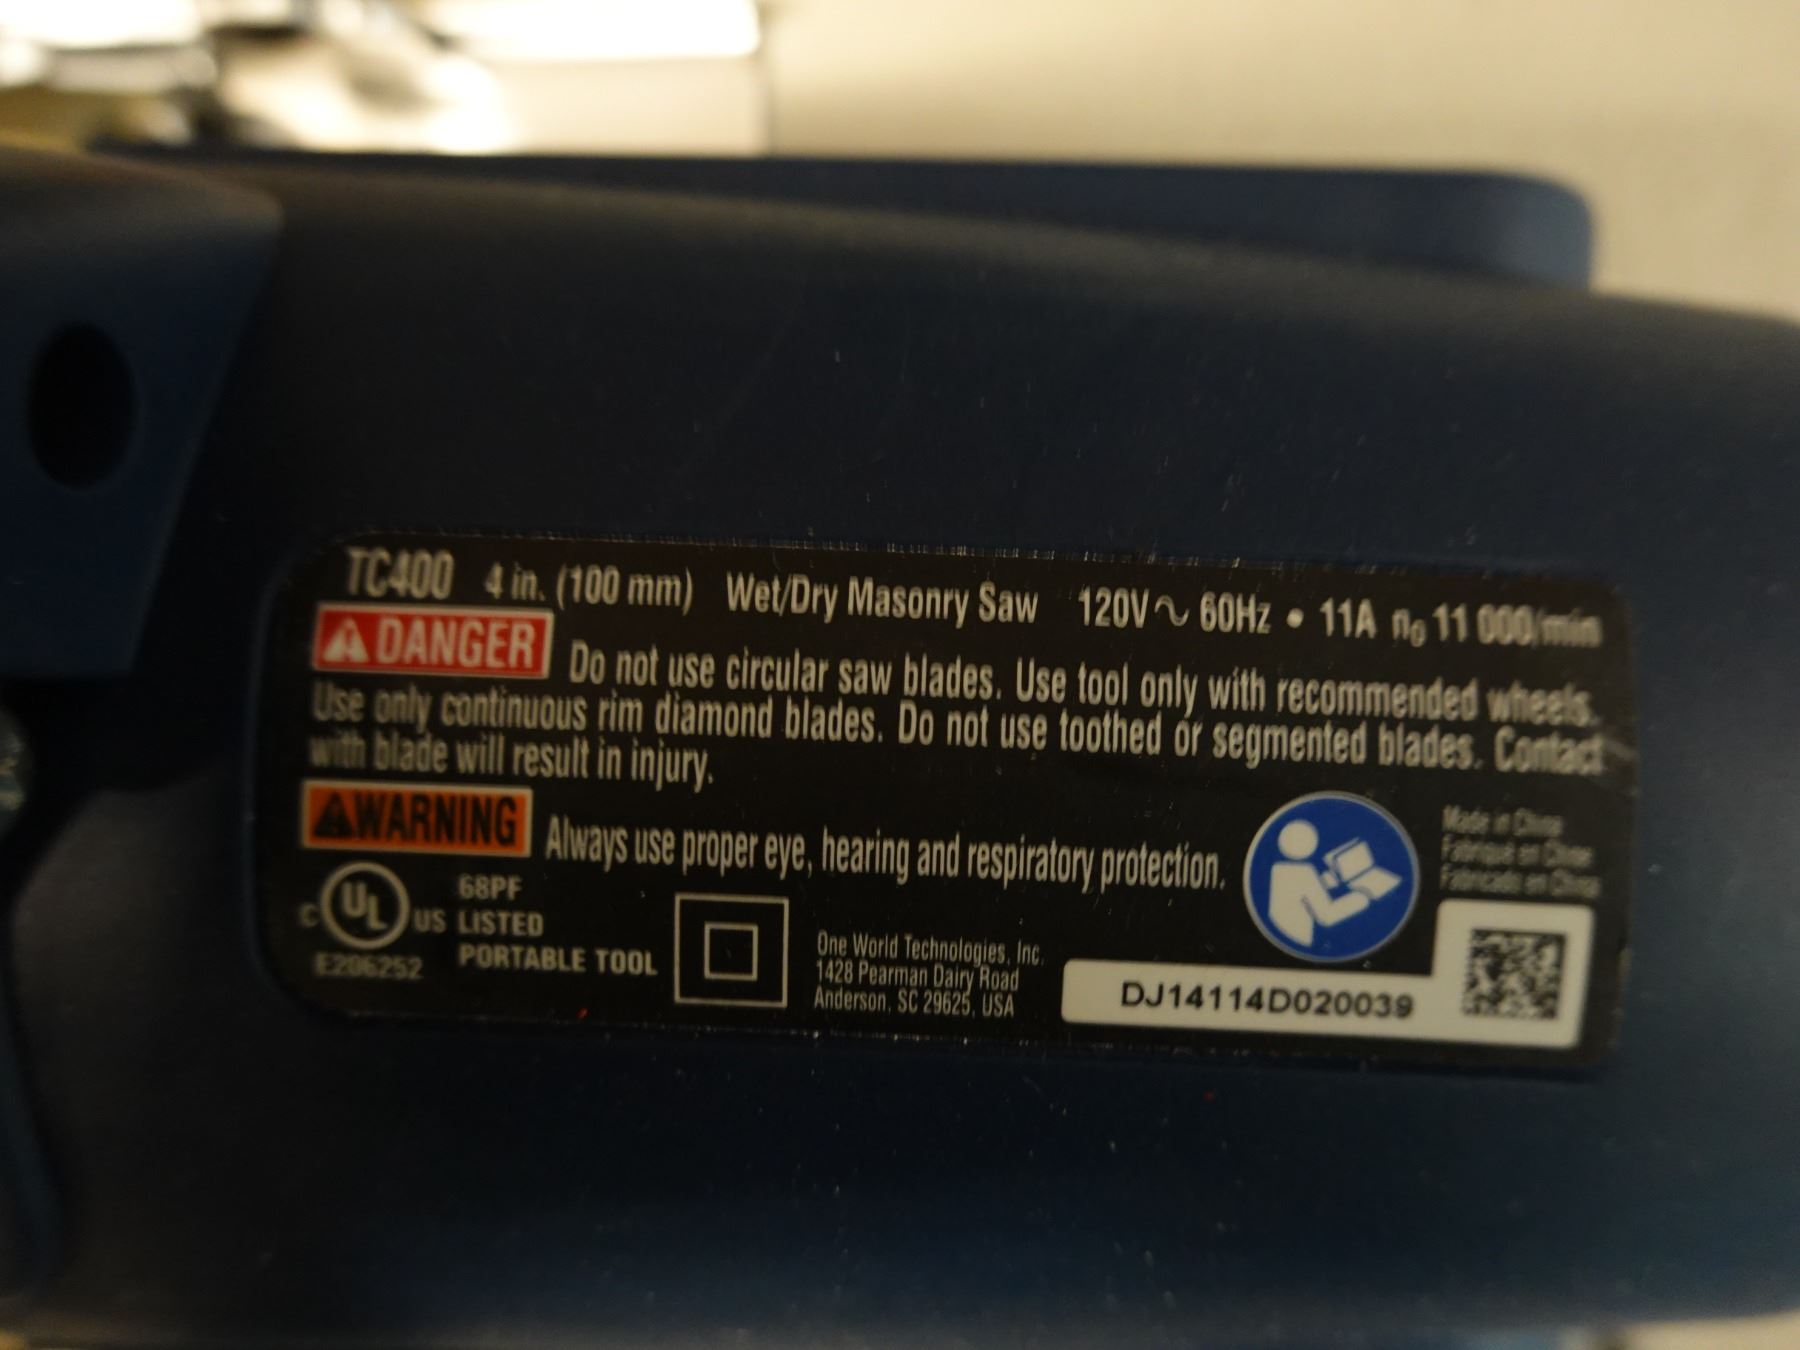 TC400 4 in. (100 mm) Wet/Dry Masonry Saw 120V ~ 60Hz • 11A n₀ 11 000/min
DANGER Do not use circular saw blades. Use tool only with recommended wheels.
Use only continuous rim diamond blades. Do not use toothed or segmented blades. Contact
with blade will result in injury.
WARNING Always use proper eye, hearing and respiratory protection.
Made in China
Fabriqué en Chine
Fabricado en China
C UL US
68PF
LISTED
PORTABLE TOOL
E206252
One World Technologies, Inc.
1428 Pearman Dairy Road
Anderson, SC 29625, USA
DJ14114D020039